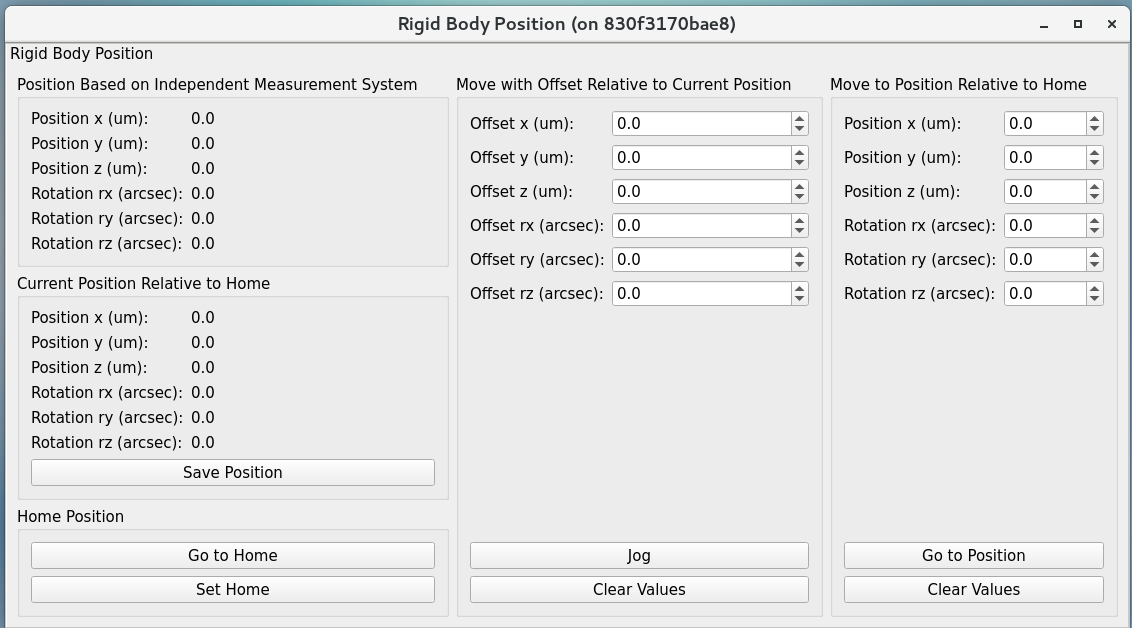 Rigid Body Position (on 830f3170bae8)
Rigid Body Position
Position Based on Independent Measurement System
Position x (um): 0.0
Position y (um): 0.0
Position z (um): 0.0
Rotation rx (arcsec): 0.0
Rotation ry (arcsec): 0.0
Rotation rz (arcsec): 0.0
Current Position Relative to Home
Position x (um): 0.0
Position y (um): 0.0
Position z (um): 0.0
Rotation rx (arcsec): 0.0
Rotation ry (arcsec): 0.0
Rotation rz (arcsec): 0.0
Save Position
Home Position
Go to Home
Set Home
Move with Offset Relative to Current Position
Offset x (um): 0.0
Offset y (um): 0.0
Offset z (um): 0.0
Offset rx (arcsec): 0.0
Offset ry (arcsec): 0.0
Offset rz (arcsec): 0.0
Jog
Clear Values
Move to Position Relative to Home
Position x (um): 0.0
Position y (um): 0.0
Position z (um): 0.0
Rotation rx (arcsec): 0.0
Rotation ry (arcsec): 0.0
Rotation rz (arcsec): 0.0
Go to Position
Clear Values